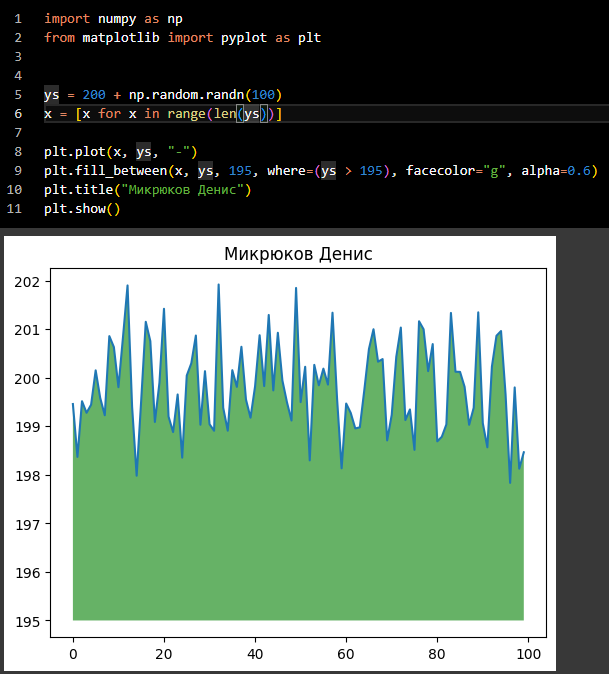 1 import numpy as np
2 from matplotlib import pyplot as plt
3
4
5 ys = 200 + np.random.randn(100)
6 x = [x for x in range(len(ys))]
7
8 plt.plot(x, ys, "-")
9 plt.fill_between(x, ys, 195, where=(ys > 195), facecolor="g", alpha=0.6)
10 plt.title("Микрюков Денис")
11 plt.show()
Микрюков Денис
202
201
200
199
198
197
196
195
0 20 40 60 80 100